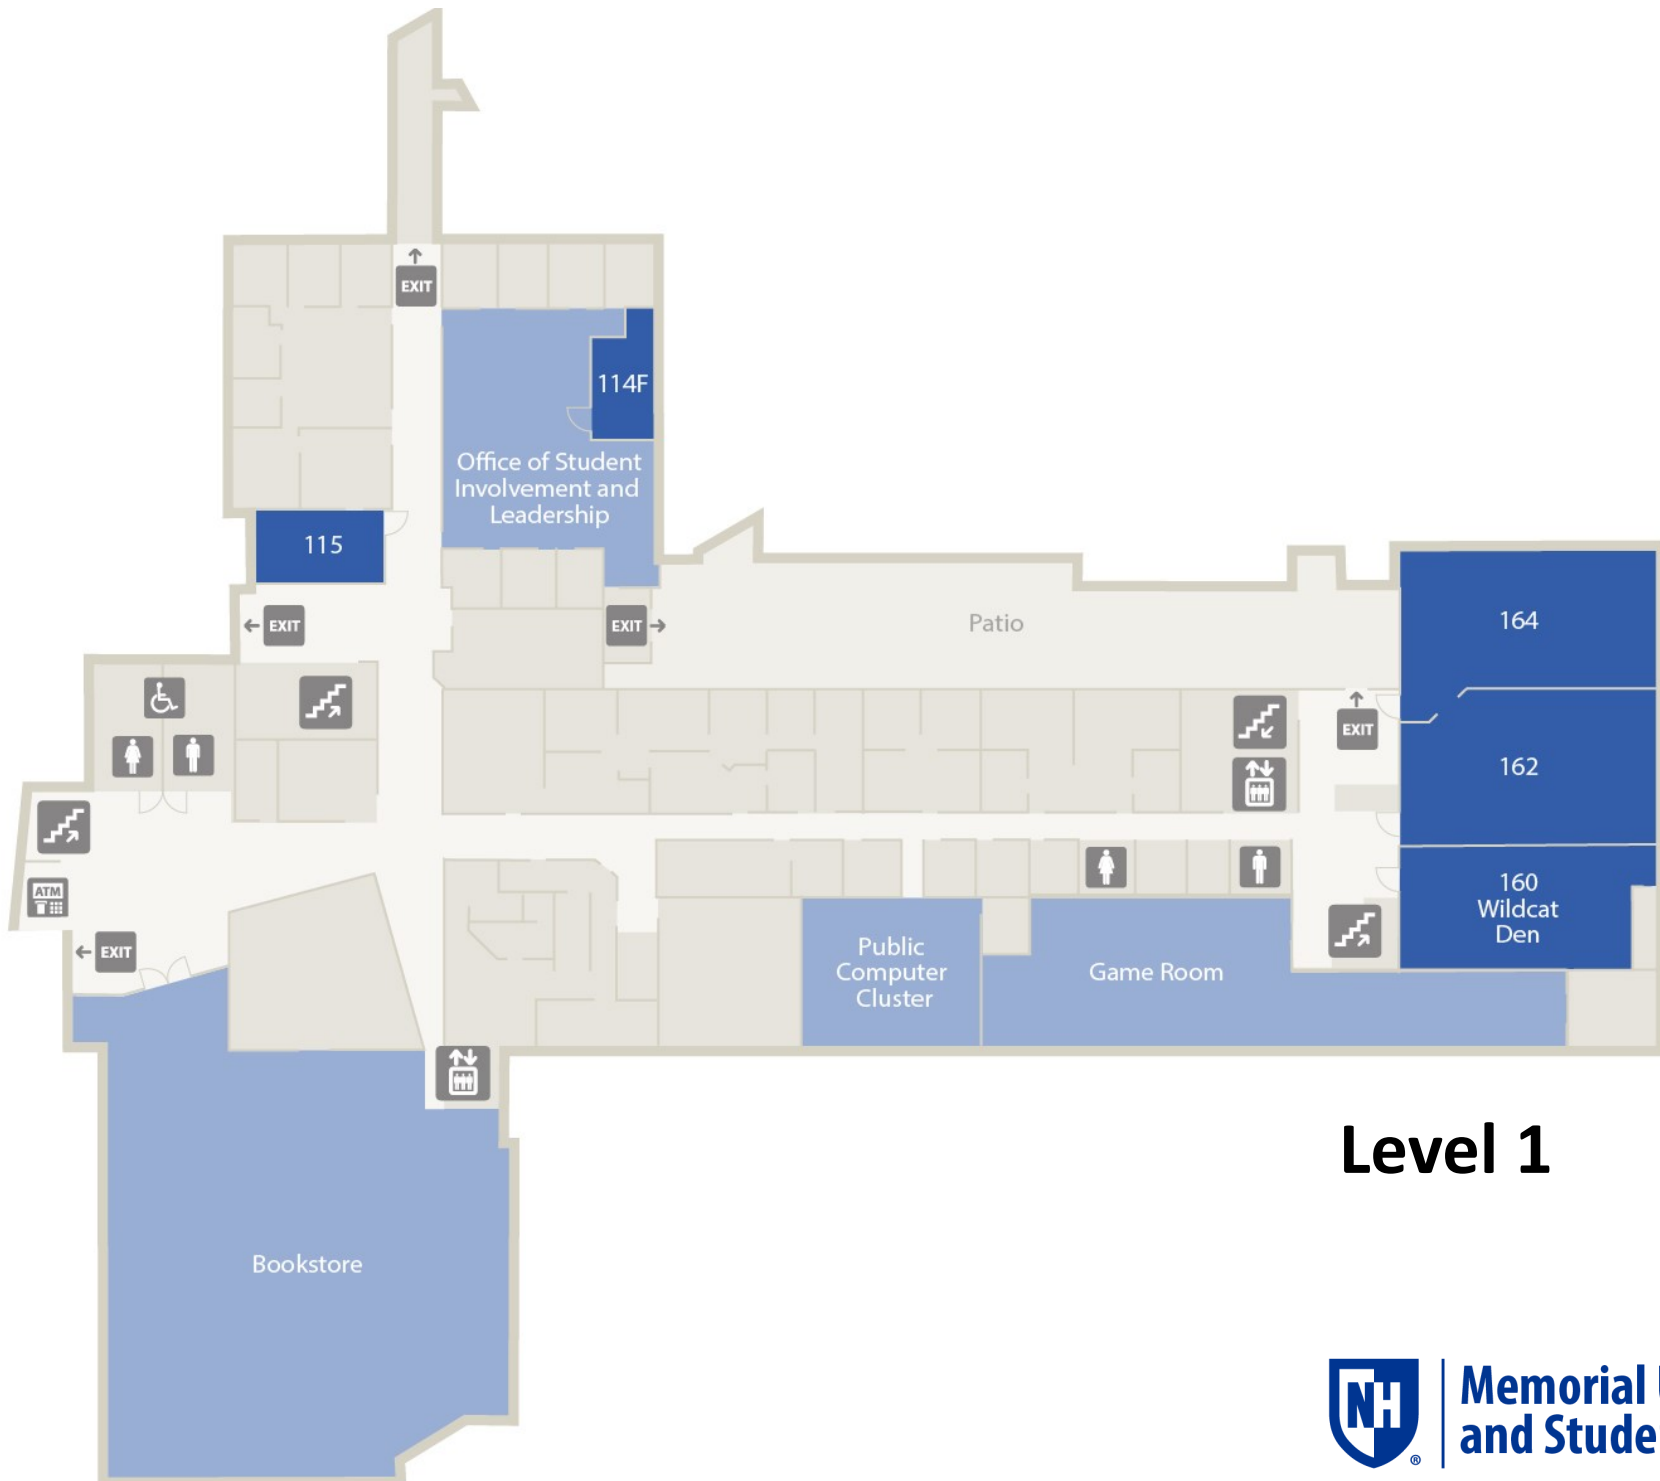 EXIT
114F
Office of Student
Involvement and
Leadership
115
EXIT
EXIT
Patio
164
EXIT
162
ATM
160
Wildcat
Den
EXIT
Public
Computer
Cluster
Game Room
Level 1
Bookstore
NH
®
Memorial
and Stude